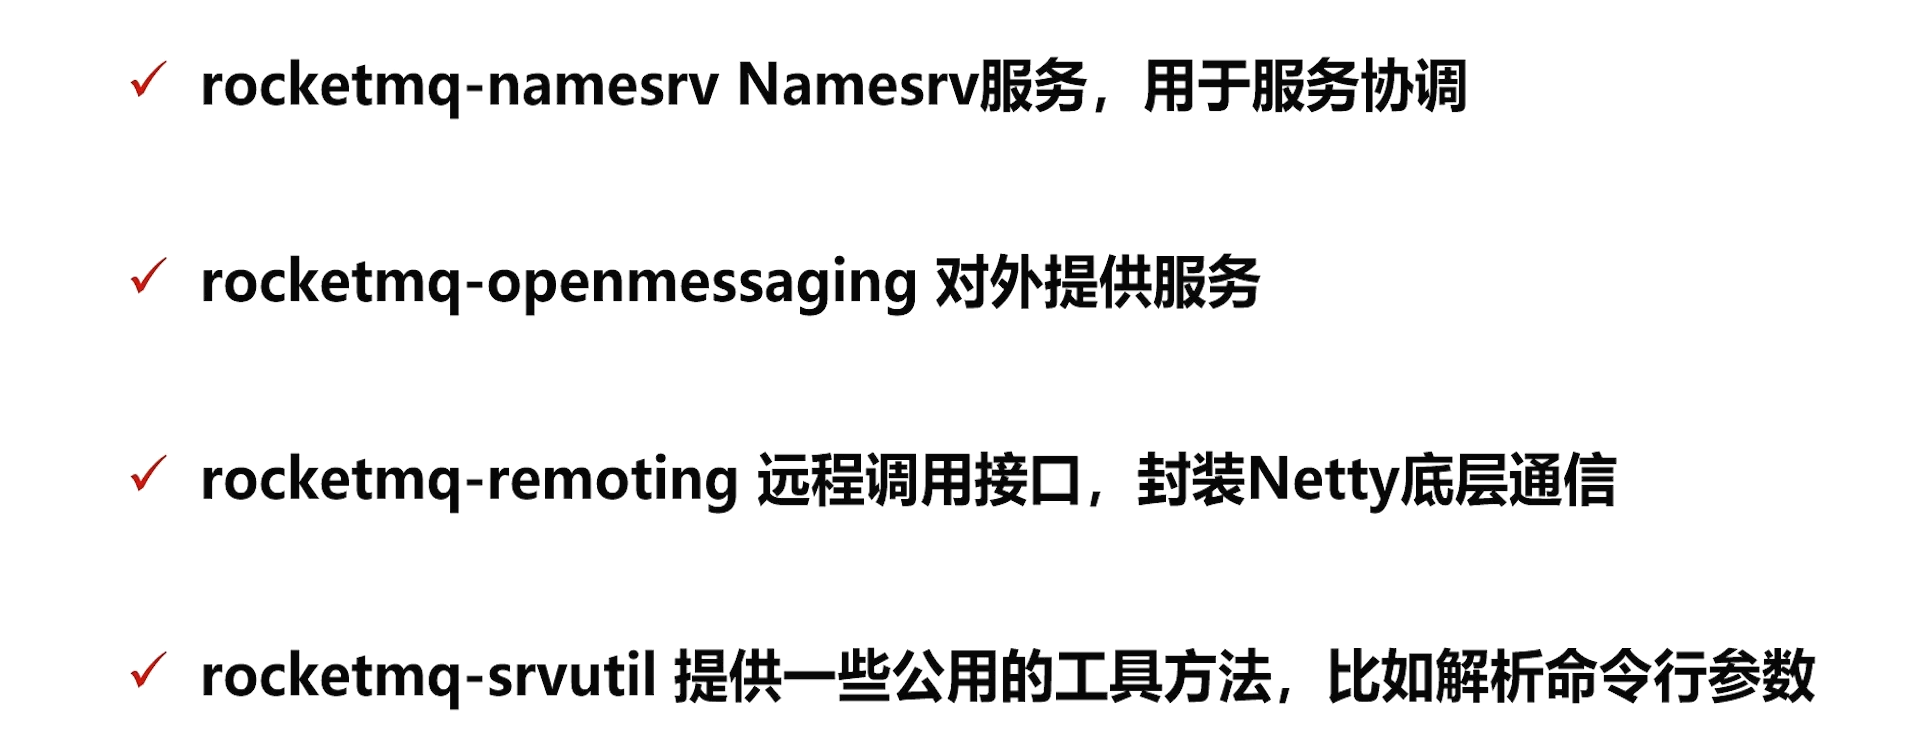 ✓ rocketmq-namesrv Namesrv服务，用于服务协调
✓ rocketmq-openmessaging 对外提供服务
✓ rocketmq-remoting 远程调用接口，封装Netty底层通信
✓ rocketmq-srvutil 提供一些公用的工具方法，比如解析命令行参数